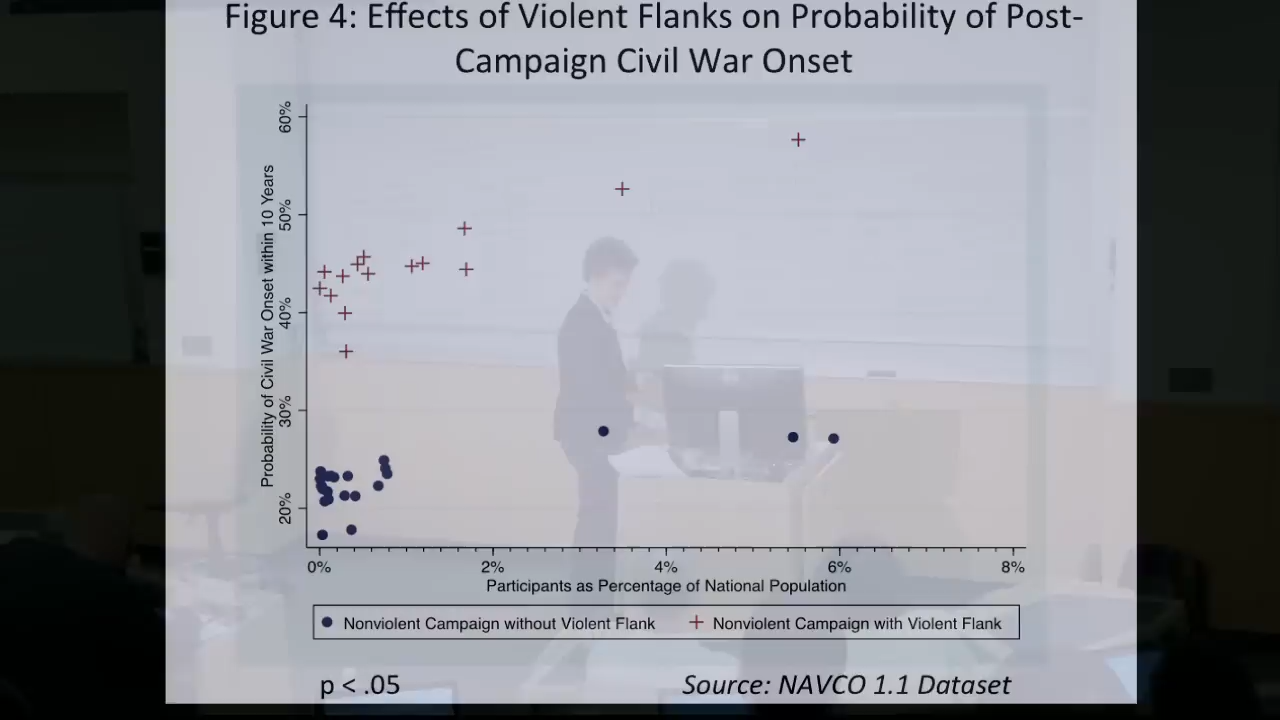 Figure 4: Effects of Violent Flanks on Probability of Post-
Campaign Civil War Onset
Probability of Civil War Onset within 10 Years
60%
50%
40%
30%
20%
0% 2% 4% 6% 8%
Participants as Percentage of National Population
Nonviolent Campaign without Violent Flank Nonviolent Campaign with Violent Flank
p < .05 Source: NAVCO 1.1 Dataset